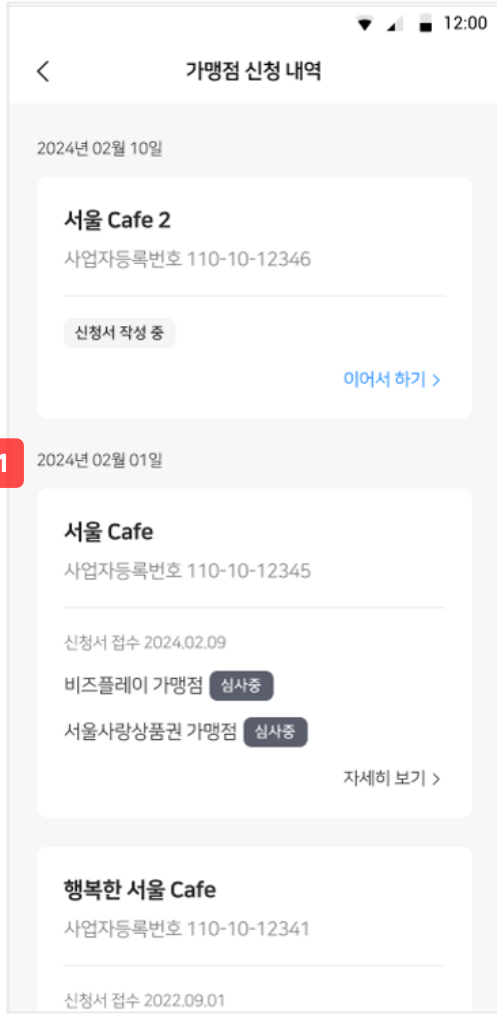 12:00
가맹점 신청 내역
2024년 02월 10일
서울 Cafe 2
사업자등록번호 110-10-12346
신청서 작성 중
이어서 하기 >
1
2024년 02월 01일
서울 Cafe
사업자등록번호 110-10-12345
신청서 접수 2024.02.09
비즈플레이 가맹점 심사중
서울사랑상품권 가맹점 심사중
자세히 보기 >
행복한 서울 Cafe
사업자등록번호 110-10-12341
신청서 접수 2022.09.01